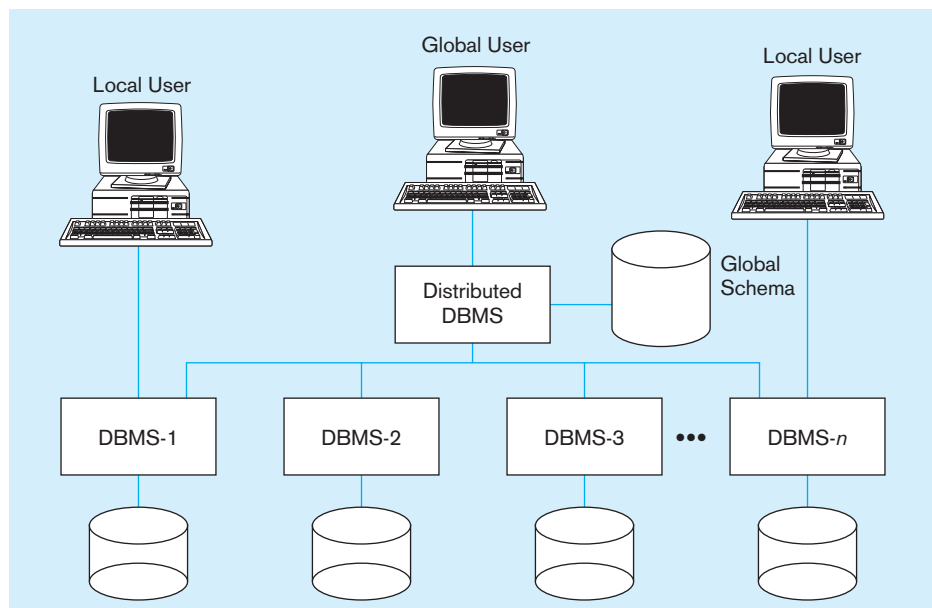 Global User
Local User
Local User
Global
Schema
Distributed
DBMS
DBMS-1
DBMS-2
DBMS-3
•••
DBMS-n